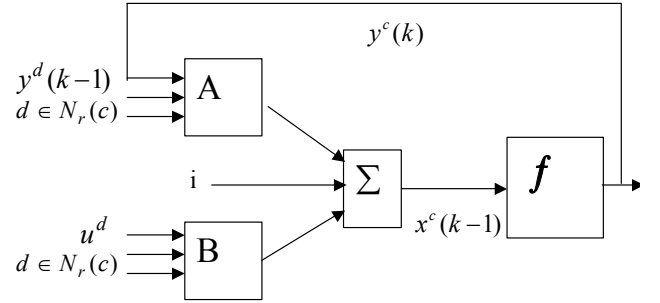 y^c(k)
y^d(k−1)
d ∈ N_r(c)
A
i
Σ
f
x^c(k−1)
u^d
d ∈ N_r(c)
B